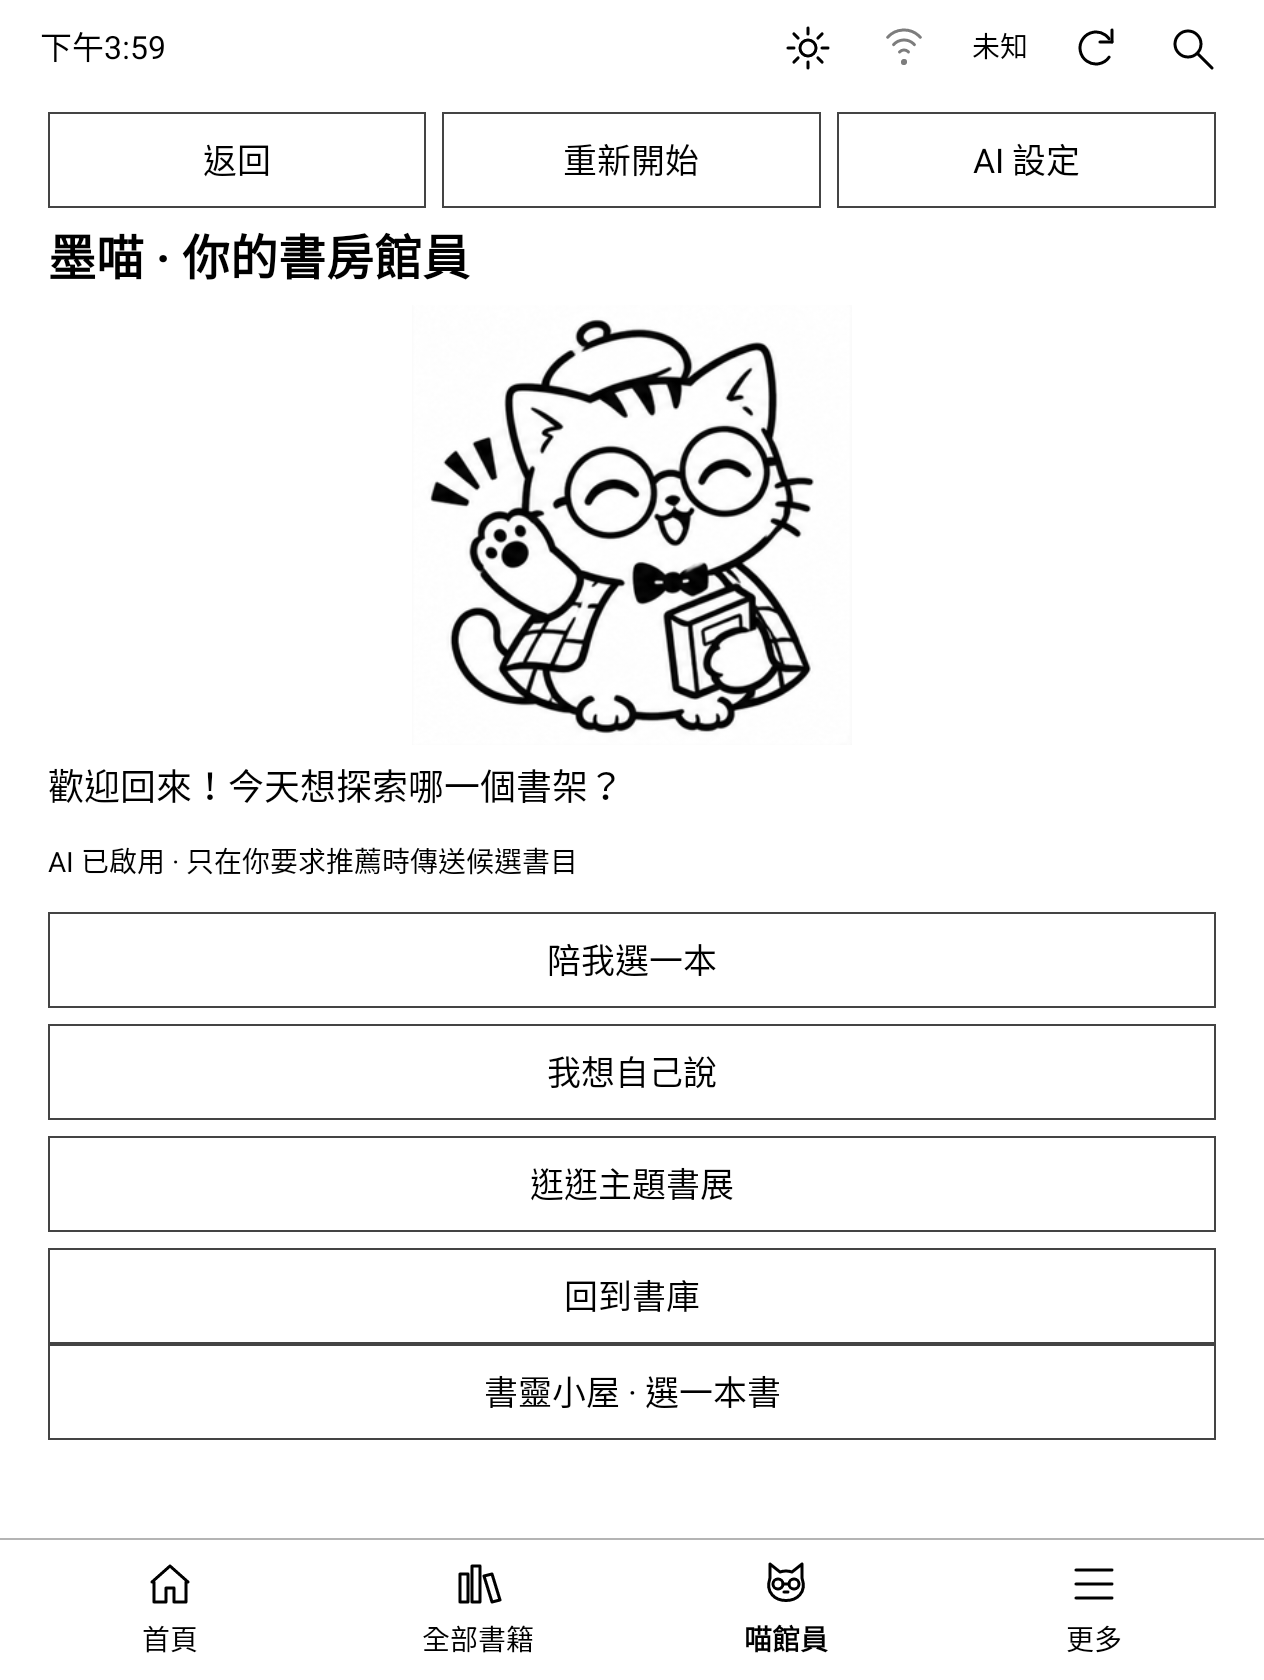 下午3:59
未知
返回
重新開始
AI 設定
墨喵 · 你的書房館員
歡迎回來！今天想探索哪一個書架？
AI 已啟用 · 只在你要求推薦時傳送候選書目
陪我選一本
我想自己說
逛逛主題書展
回到書庫
書靈小屋 · 選一本書
首頁
全部書籍
喵館員
更多